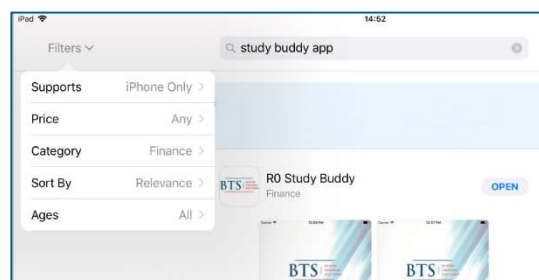 iPad 14:52
Filters study buddy app
Supports iPhone Only
Price Any
Category Finance
Sort By Relevance
Ages All
BTS R0 Study Buddy
Finance
OPEN
BTS BTS